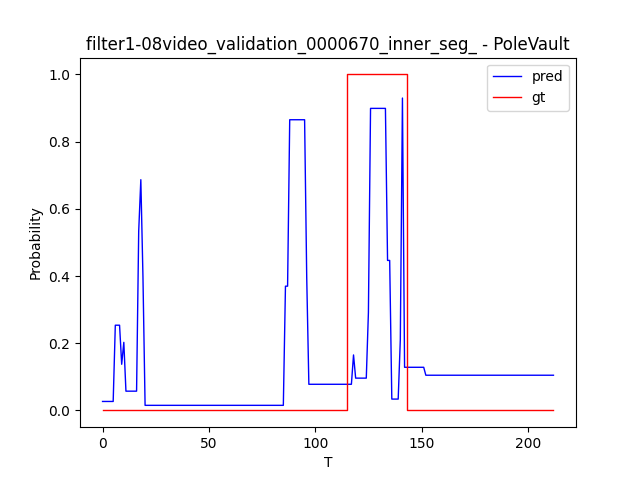 filter1-08video_validation_0000670_inner_seg_ - PoleVault
pred
gt
1.0
0.8
0.6
0.4
0.2
0.0
Probability
0
50
100
150
200
T